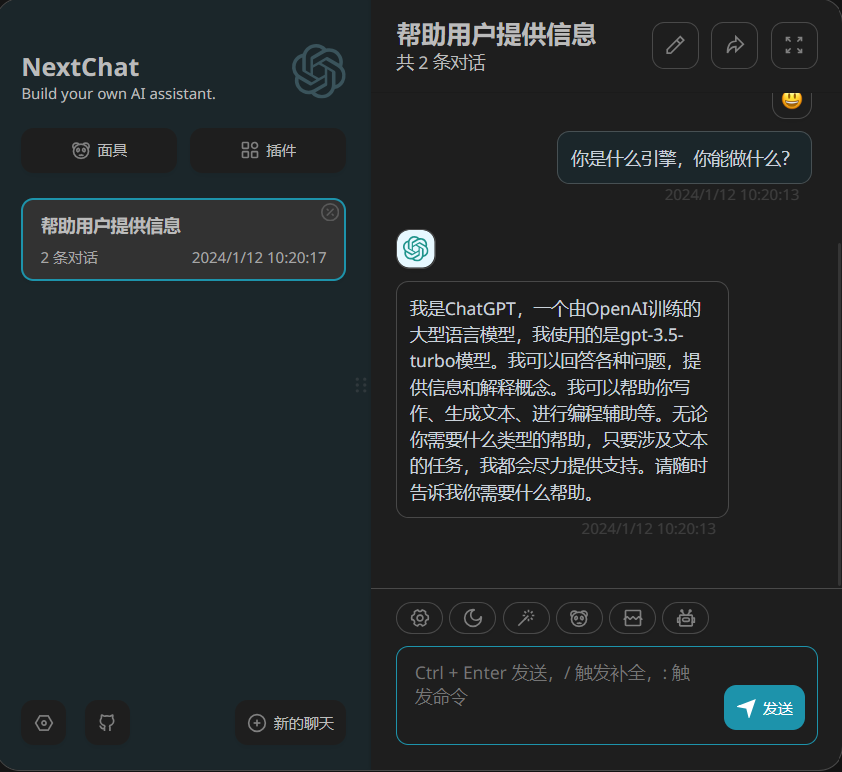 NextChat
Build your own AI assistant.
面具
插件
帮助用户提供信息
2 条对话
2024/1/12 10:20:17
新的聊天
帮助用户提供信息
共 2 条对话
你是什么引擎，你能做什么？
2024/1/12 10:20:13
我是ChatGPT，一个由OpenAI训练的
大型语言模型，我使用的是gpt-3.5-
turbo模型。我可以回答各种问题，提
供信息和解释概念。我可以帮助你写
作、生成文本、进行编程辅助等。无论
你需要什么类型的帮助，只要涉及文本
的任务，我都会尽力提供支持。请随时
告诉我你需要什么帮助。
2024/1/12 10:20:13
Ctrl + Enter 发送，/ 触发补全，: 触
发命令
发送